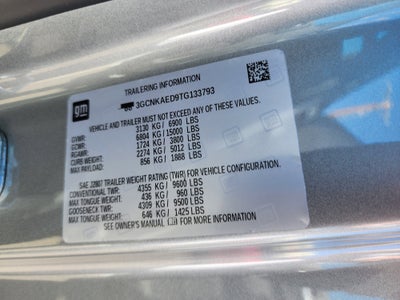 gm
TRAILERING INFORMATION
3GCNKAED9TG133793
VEHICLE AND TRAILER MUST NOT EXCEED ANY OF THESE VALUES:
GVWR: 3130 KG/ 6900 LBS
GCWR: 6804 KG/ 15000 LBS
RGAWR: 1724 KG/ 3800 LBS
CURB WEIGHT: 2274 KG/ 5012 LBS
MAX PAYLOAD: 856 KG/ 1888 LBS
SAE J2807 TRAILER WEIGHT RATING (TWR) FOR VEHICLE CONFIGURATION.
CONVENTIONAL TWR: 4355 KG/ 9600 LBS
MAX TONGUE WEIGHT: 436 KG/ 960 LBS
GOOSENECK TWR: 4309 KG/ 9500 LBS
MAX TONGUE WEIGHT: 646 KG/ 1425 LBS
SEE OWNER'S MANUAL FOR MORE INFORMATION